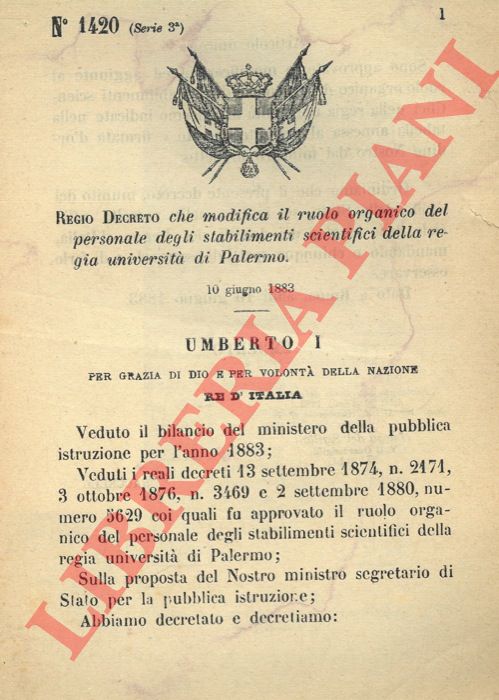 N° 1420 (Serie 3ª)
1
REGIO DECRETO che modifica il ruolo organico del
personale degli stabilimenti scientifici della re-
gia università di Palermo.
10 giugno 1883
UMBERTO I
PER GRAZIA DI DIO E PER VOLONTÀ DELLA NAZIONE
RE D' ITALIA
Veduto il bilancio del ministero della pubblica
istruzione per l'anno 1883;
Veduti i reali decreti 13 settembre 1874, n. 2171,
3 ottobre 1876, n. 3469 e 2 settembre 1880, nu-
mero 5629 coi quali fu approvato il ruolo orga-
nico del personale degli stabilimenti scientifici della
regia università di Palermo;
Sulla proposta del Nostro ministro segretario di
Stato per la pubblica istruzione;
Abbiamo decretato e decretiamo:
LIBRERIA PIANI